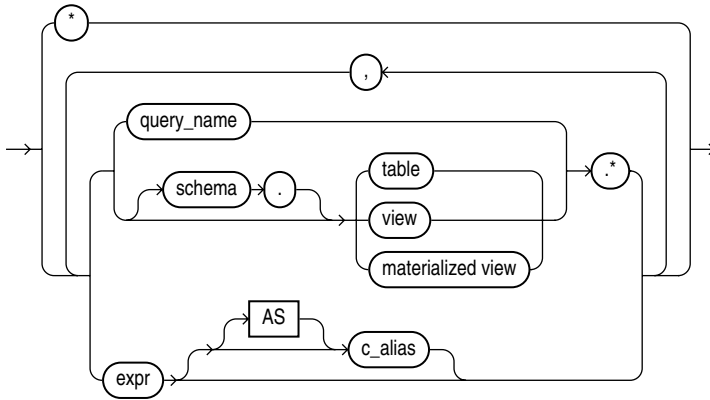 *
,
query_name
schema . table .*
view
materialized view
AS
c_alias
expr